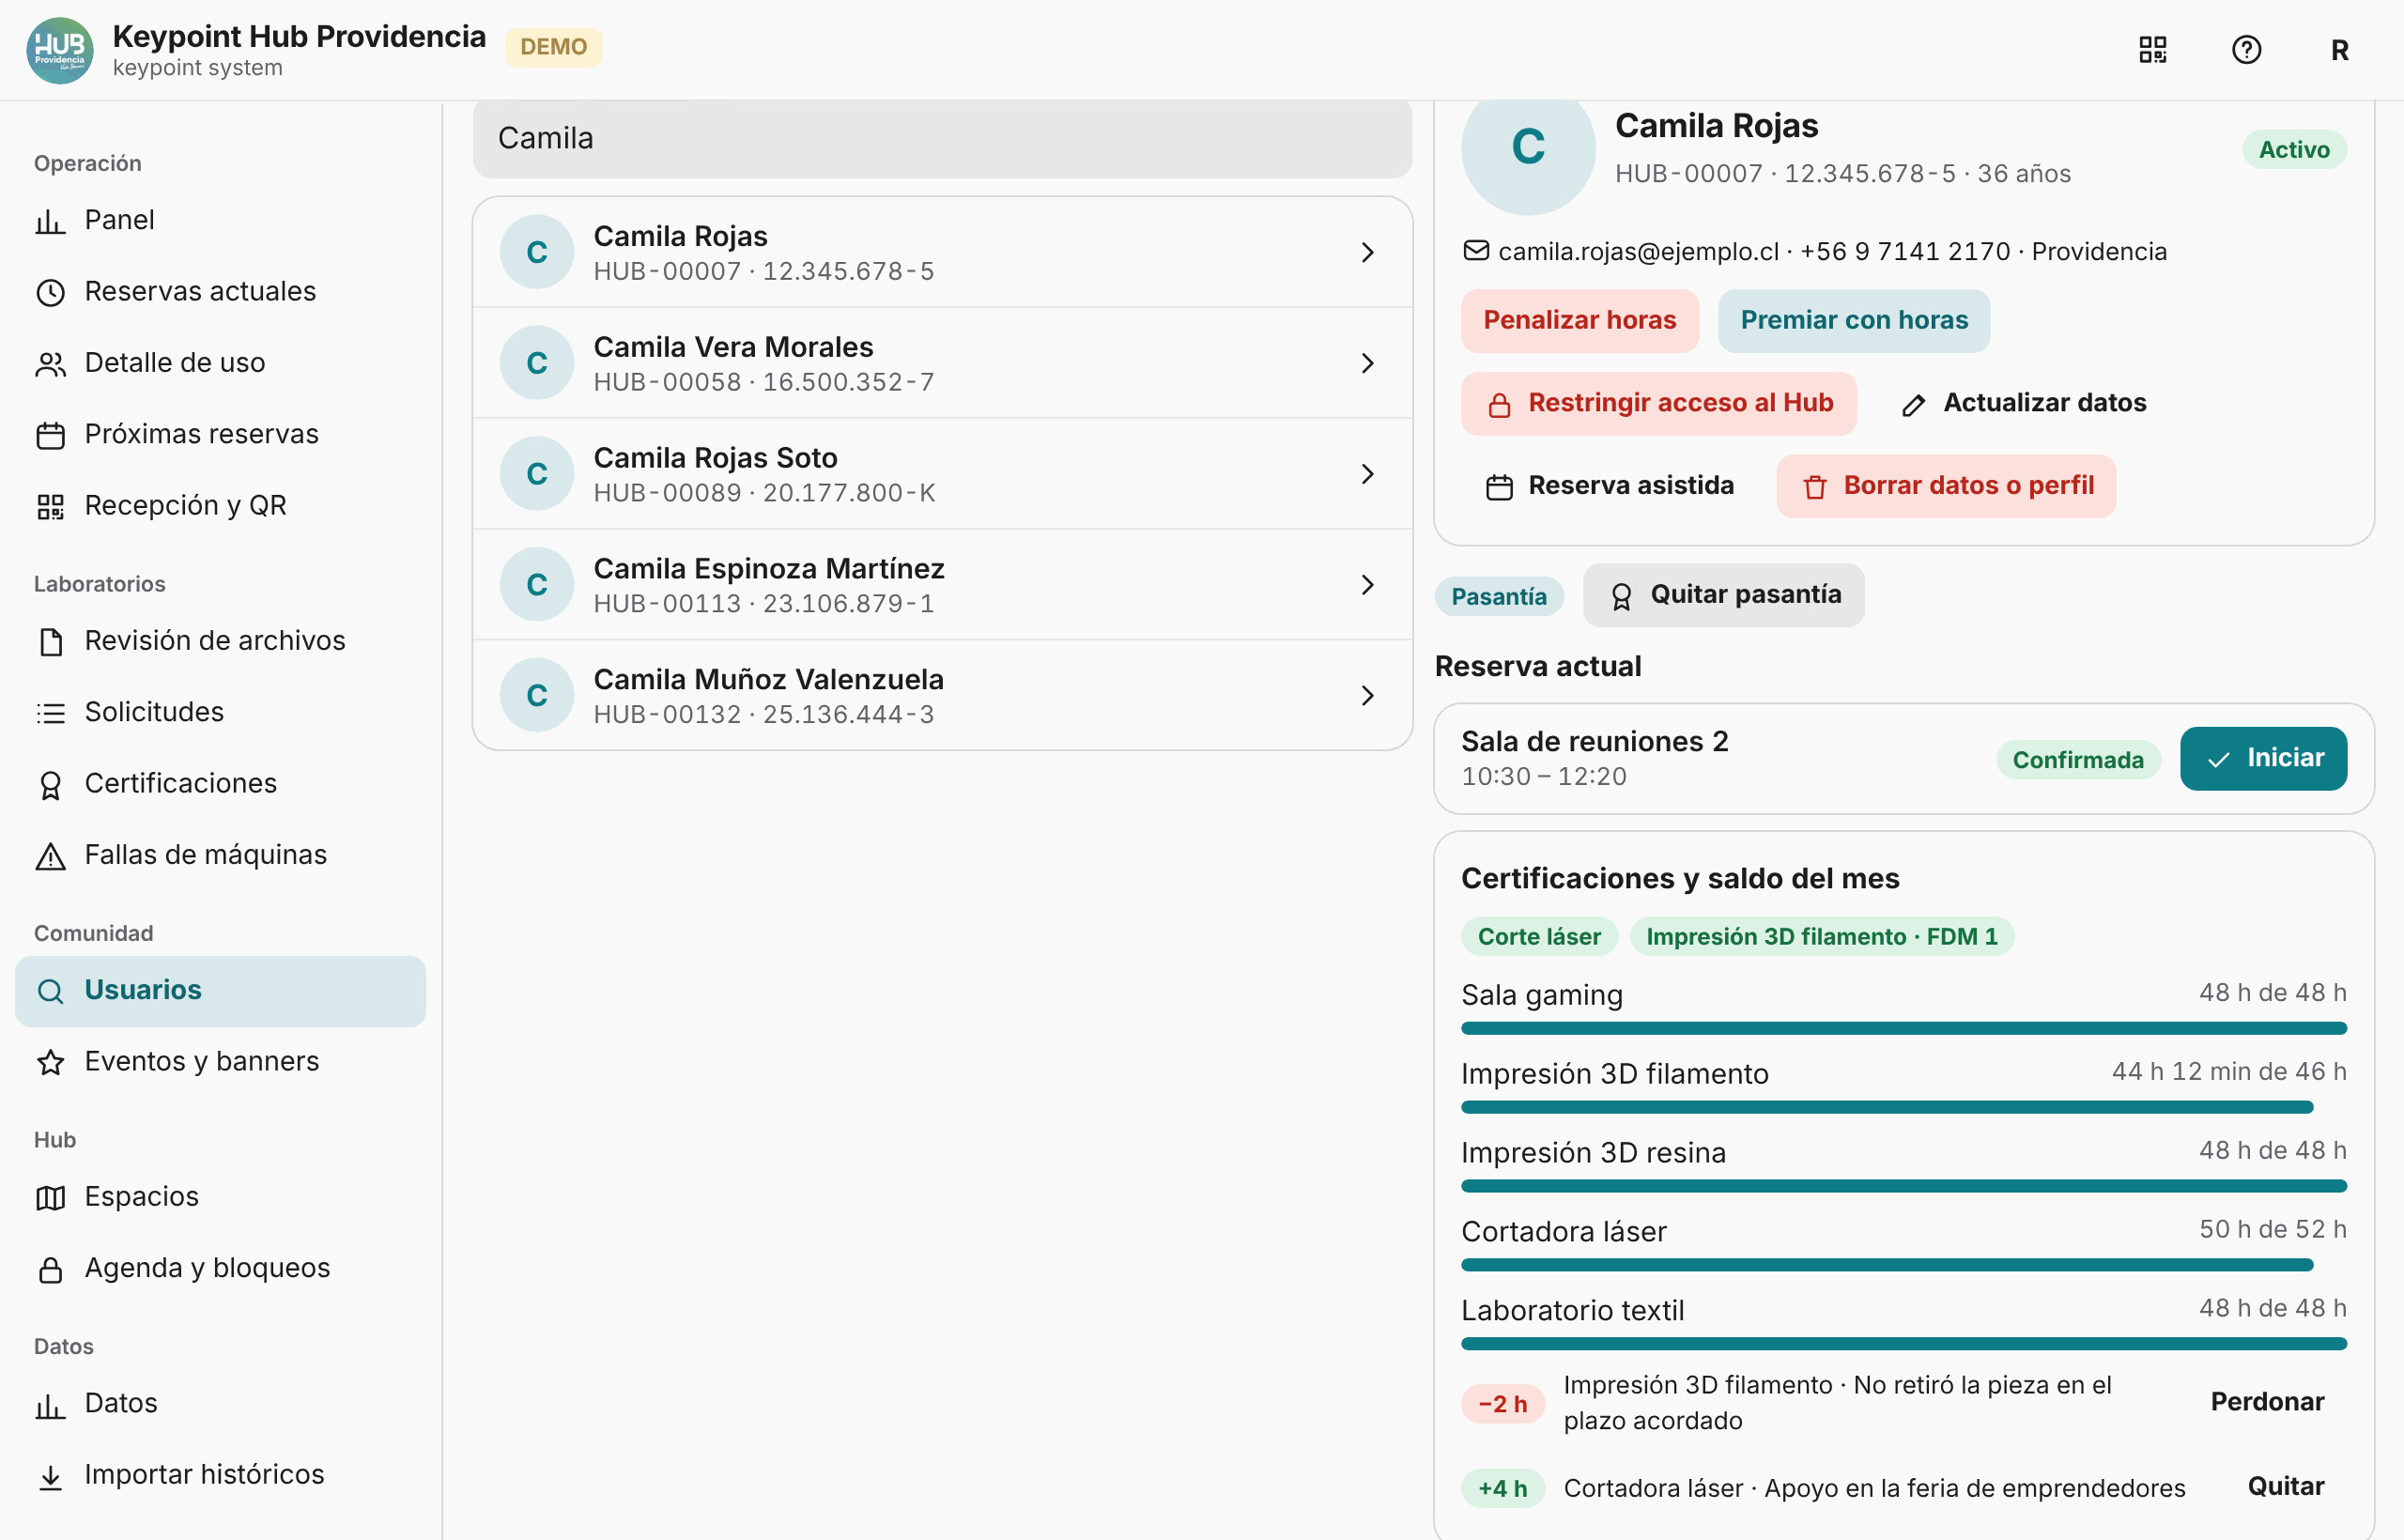 HUB
Providencia
Keypoint Hub Providencia
DEMO
keypoint system
R
Operación
Panel
Reservas actuales
Detalle de uso
Próximas reservas
Recepción y QR
Laboratorios
Revisión de archivos
Solicitudes
Certificaciones
Fallas de máquinas
Comunidad
Usuarios
Eventos y banners
Hub
Espacios
Agenda y bloqueos
Datos
Datos
Importar históricos
Camila
C
Camila Rojas
HUB-00007 · 12.345.678-5
C
Camila Vera Morales
HUB-00058 · 16.500.352-7
C
Camila Rojas Soto
HUB-00089 · 20.177.800-K
C
Camila Espinoza Martínez
HUB-00113 · 23.106.879-1
C
Camila Muñoz Valenzuela
HUB-00132 · 25.136.444-3
C
Camila Rojas
HUB-00007 · 12.345.678-5 · 36 años
Activo
camila.rojas@ejemplo.cl · +56 9 7141 2170 · Providencia
Penalizar horas
Premiar con horas
Restringir acceso al Hub
Actualizar datos
Reserva asistida
Borrar datos o perfil
Pasantía
Quitar pasantía
Reserva actual
Sala de reuniones 2
10:30 – 12:20
Confirmada
Iniciar
Certificaciones y saldo del mes
Corte láser
Impresión 3D filamento · FDM 1
Sala gaming
48 h de 48 h
Impresión 3D filamento
44 h 12 min de 46 h
Impresión 3D resina
48 h de 48 h
Cortadora láser
50 h de 52 h
Laboratorio textil
48 h de 48 h
−2 h
Impresión 3D filamento · No retiró la pieza en el
plazo acordado
Perdonar
+4 h
Cortadora láser · Apoyo en la feria de emprendedores
Quitar